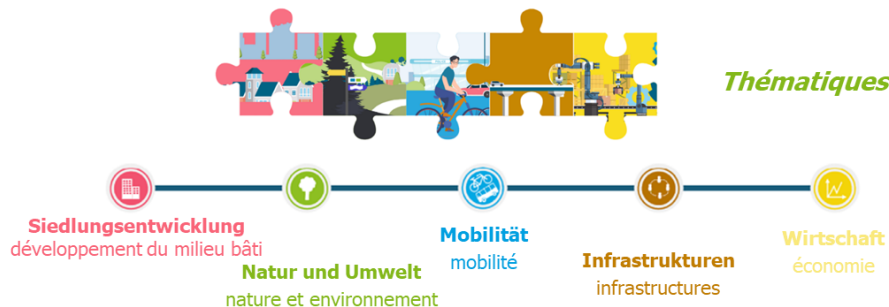 Thématiques
Siedlungsentwicklung
développement du milieu bâti
Natur und Umwelt
nature et environnement
Mobilität
mobilité
Infrastrukturen
infrastructures
Wirtschaft
économie